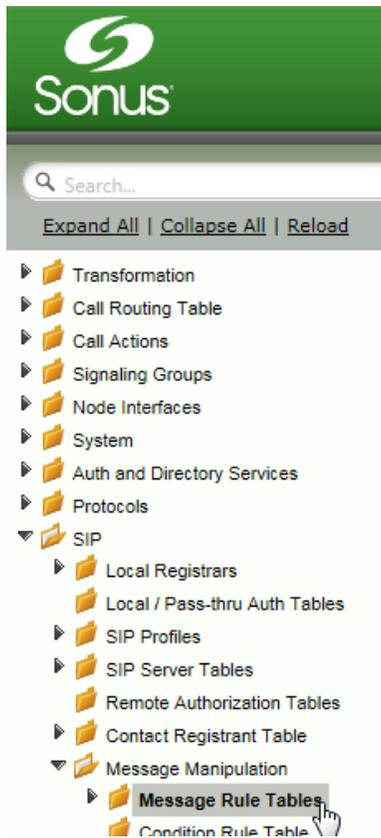 Sonus
Search...
Expand All | Collapse All | Reload
Transformation
Call Routing Table
Call Actions
Signaling Groups
Node Interfaces
System
Auth and Directory Services
Protocols
SIP
Local Registrars
Local / Pass-thru Auth Tables
SIP Profiles
SIP Server Tables
Remote Authorization Tables
Contact Registrant Table
Message Manipulation
Message Rule Tables
Condition Rule Table